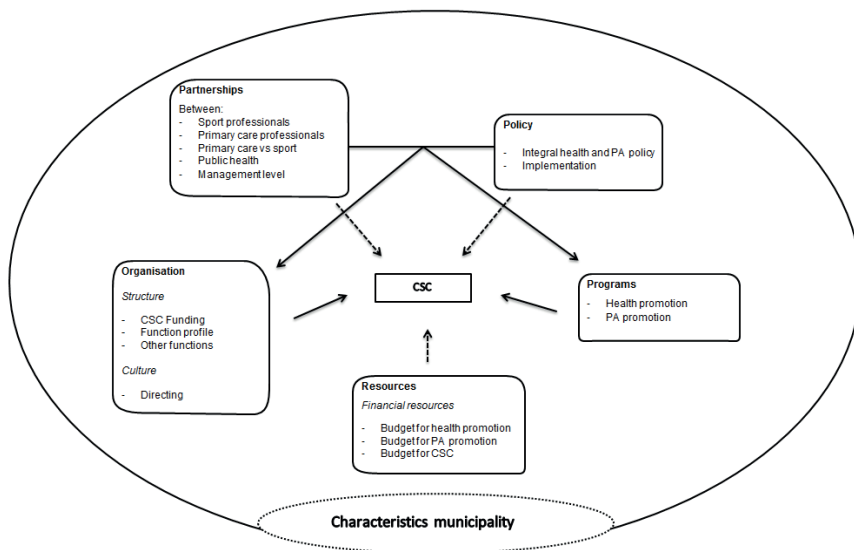 Partnerships
Between:
- Sport professionals
- Primary care professionals
- Primary care vs sport
- Public health
- Management level
Policy
- Integral health and PA policy
- Implementation
Organisation
Structure
- CSC Funding
- Function profile
- Other functions
Culture
- Directing
CSC
Programs
- Health promotion
- PA promotion
Resources
Financial resources
- Budget for health promotion
- Budget for PA promotion
- Budget for CSC
Characteristics municipality